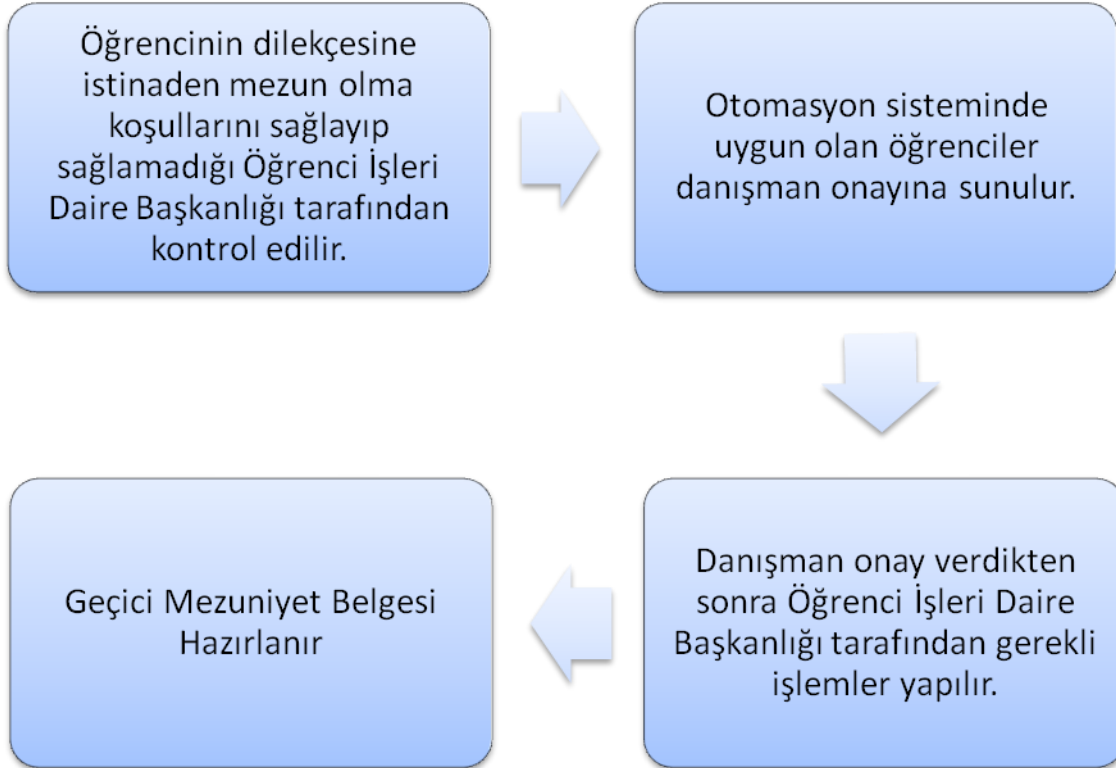 Öğrencinin dilekçesine
istinaden mezun olma
koşullarını sağlayıp
sağlamadığı Öğrenci İşleri
Daire Başkanlığı tarafından
kontrol edilir.
Otomasyon sisteminde
uygun olan öğrenciler
danışman onayına sunulur.
Danışman onay verdikten
sonra Öğrenci İşleri Daire
Başkanlığı tarafından gerekli
işlemler yapılır.
Geçici Mezuniyet Belgesi
Hazırlanır